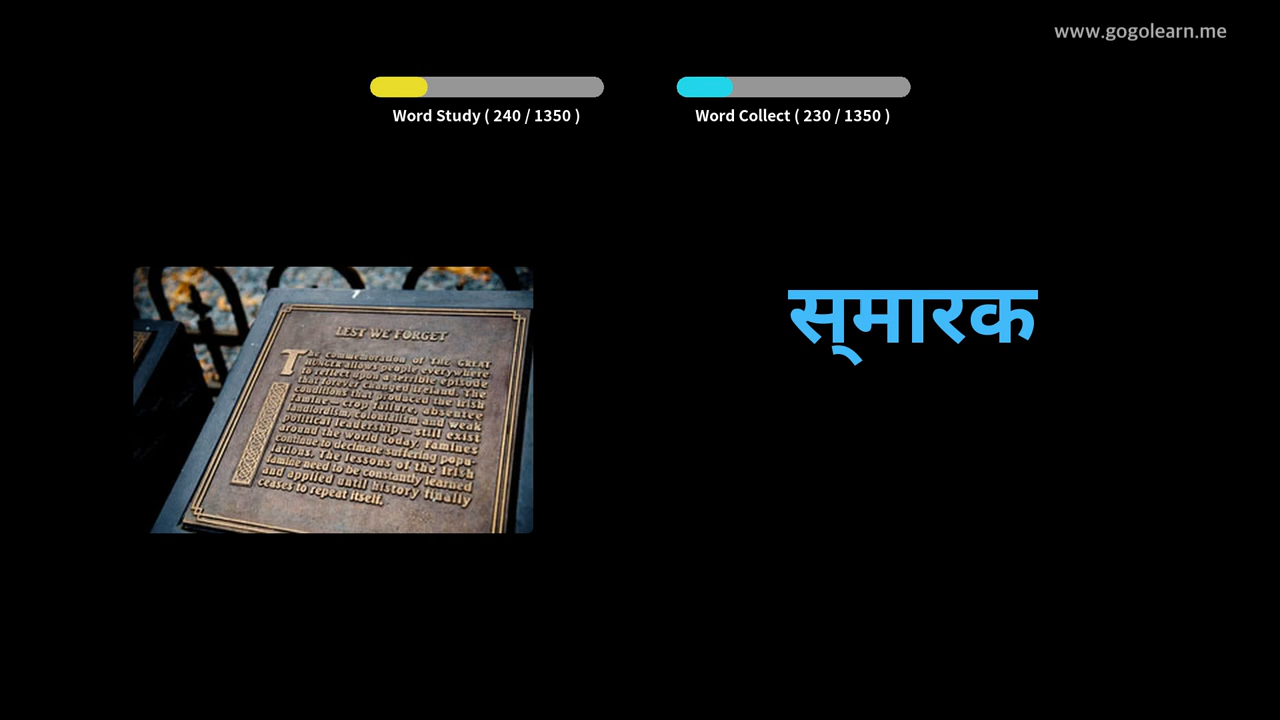 www.gogolearn.me
Word Study ( 240 / 1350 )
Word Collect ( 230 / 1350 )
स्‌मारक
LEST WE FORGET
The commemoration of THE GREAT
HUNGER allows people everywhere
to reflect upon a terrible episode
that forever changed Ireland. The
conditions that produced the Irish
famine — crop failure, absentee
landlordism, colonialism and weak
political leadership — still exist
around the world today. Famines
continue to decimate suffering popu-
lations. The lessons of the Irish
famine need to be constantly learned
and applied until history finally
ceases to repeat itself.